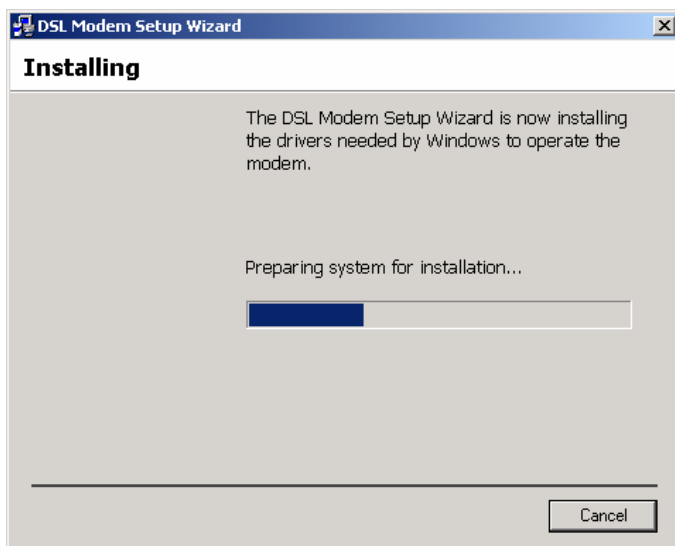 DSL Modem Setup Wizard
Installing
The DSL Modem Setup Wizard is now installing
the drivers needed by Windows to operate the
modem.
Preparing system for installation...
Cancel